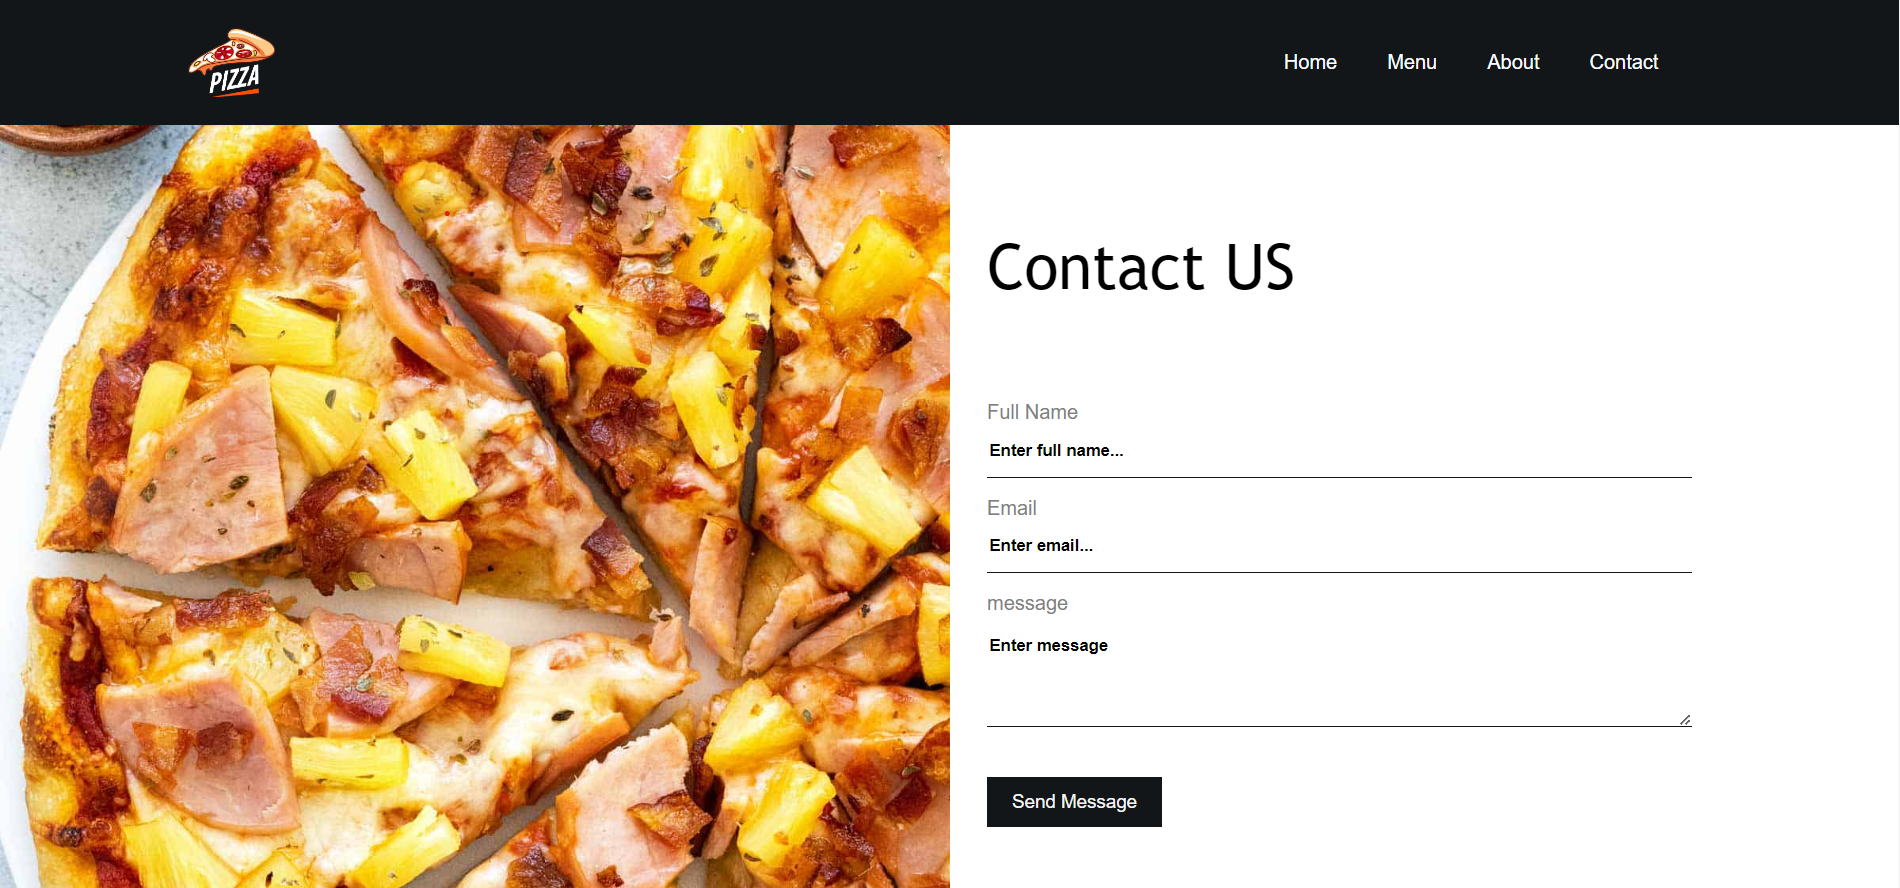 PIZZA
Home Menu About Contact
Contact US
Full Name
Enter full name...
Email
Enter email...
message
Enter message
Send Message